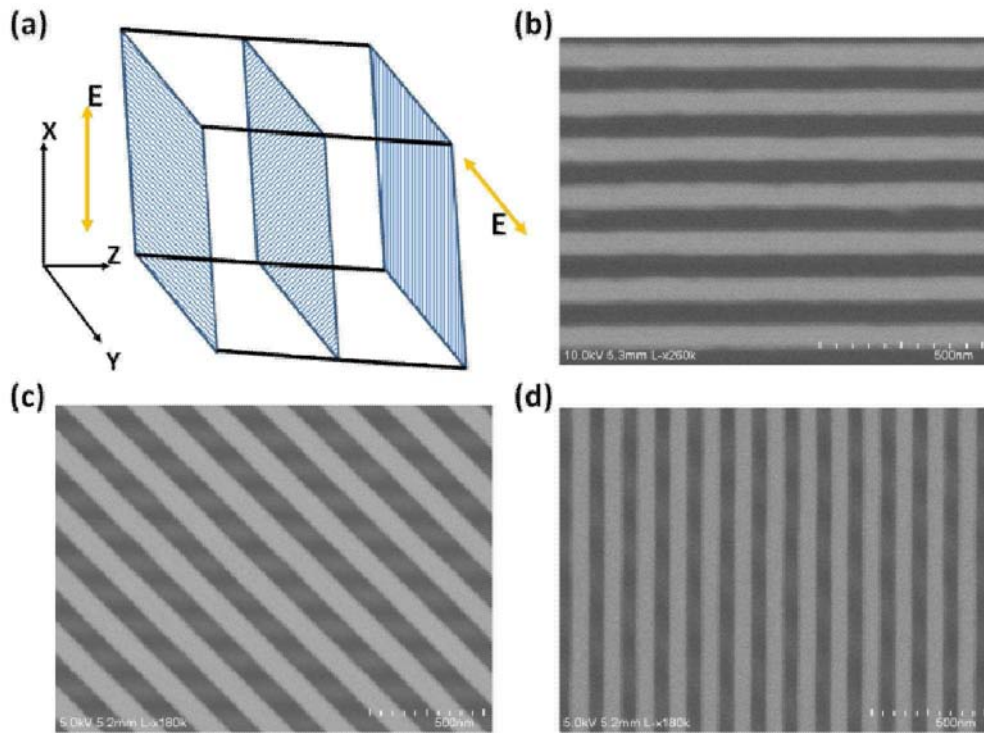 (a)
E
X
Z
Y
E
(b)
10.0kV 5.3mm L-x260k
500nm
(c)
5.0kV 5.2mm L-x180k
500nm
(d)
5.0kV 5.2mm L-x180k
500nm